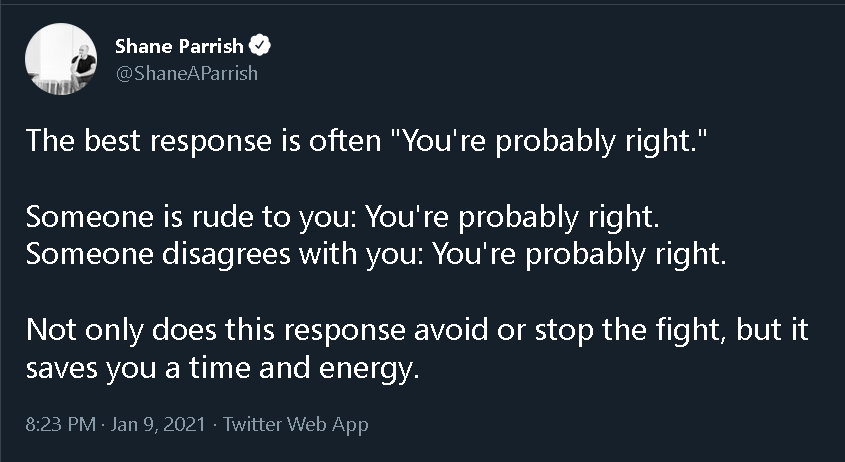 Shane Parrish
@ShaneAParrish
The best response is often "You're probably right."
Someone is rude to you: You're probably right.
Someone disagrees with you: You're probably right.
Not only does this response avoid or stop the fight, but it
saves you a time and energy.
8:23 PM · Jan 9, 2021 · Twitter Web App